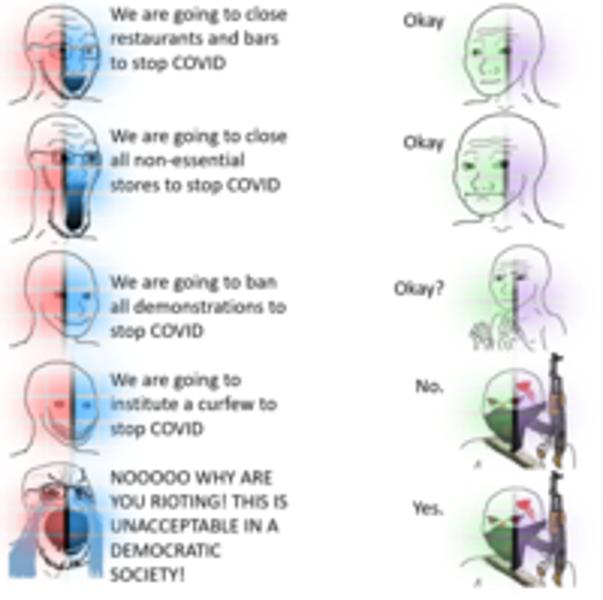 We are going to close
restaurants and bars
to stop COVID
Okay
We are going to close
all non-essential
stores to stop COVID
Okay
We are going to ban
all demonstrations to
stop COVID
Okay?
We are going to
institute a curfew to
stop COVID
No.
NOOOOO WHY ARE
YOU RIOTING! THIS IS
UNACCEPTABLE IN A
DEMOCRATIC
SOCIETY!
Yes.